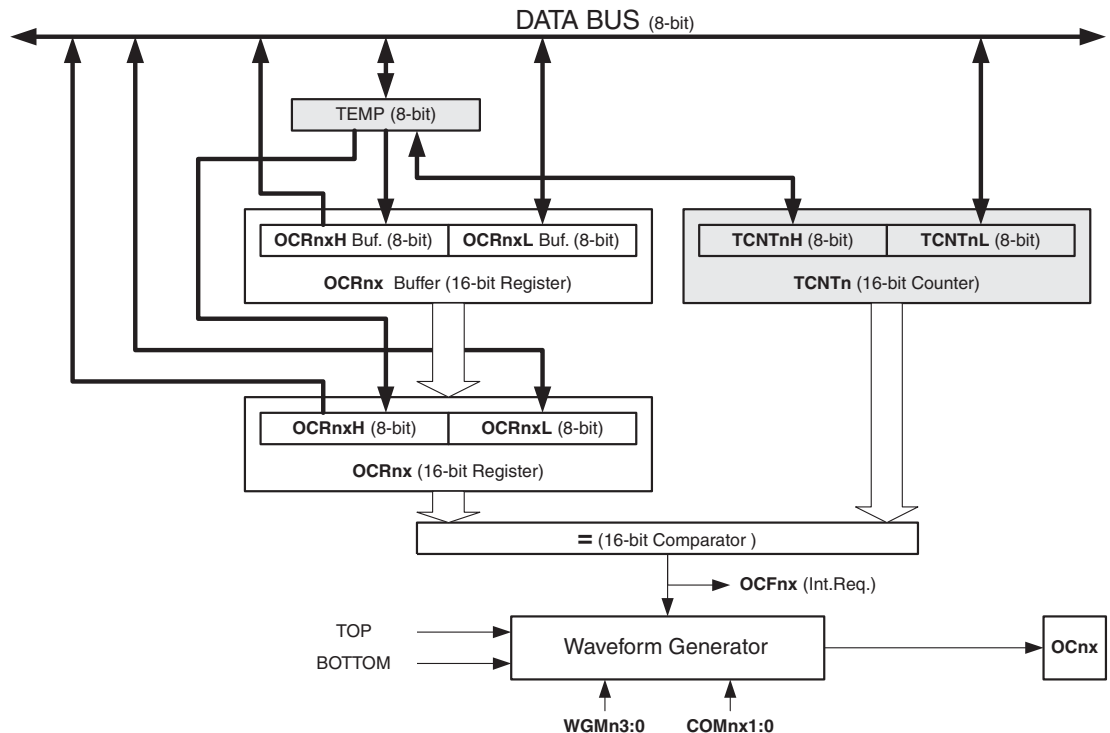 DATA BUS (8-bit)
TEMP (8-bit)
OCRnxH Buf. (8-bit)
OCRnxL Buf. (8-bit)
OCRnx Buffer (16-bit Register)
TCNTnH (8-bit)
TCNTnL (8-bit)
TCNTn (16-bit Counter)
OCRnxH (8-bit)
OCRnxL (8-bit)
OCRnx (16-bit Register)
= (16-bit Comparator )
OCFnx (Int.Req.)
TOP
BOTTOM
Waveform Generator
OCnx
WGMn3:0
COMnx1:0